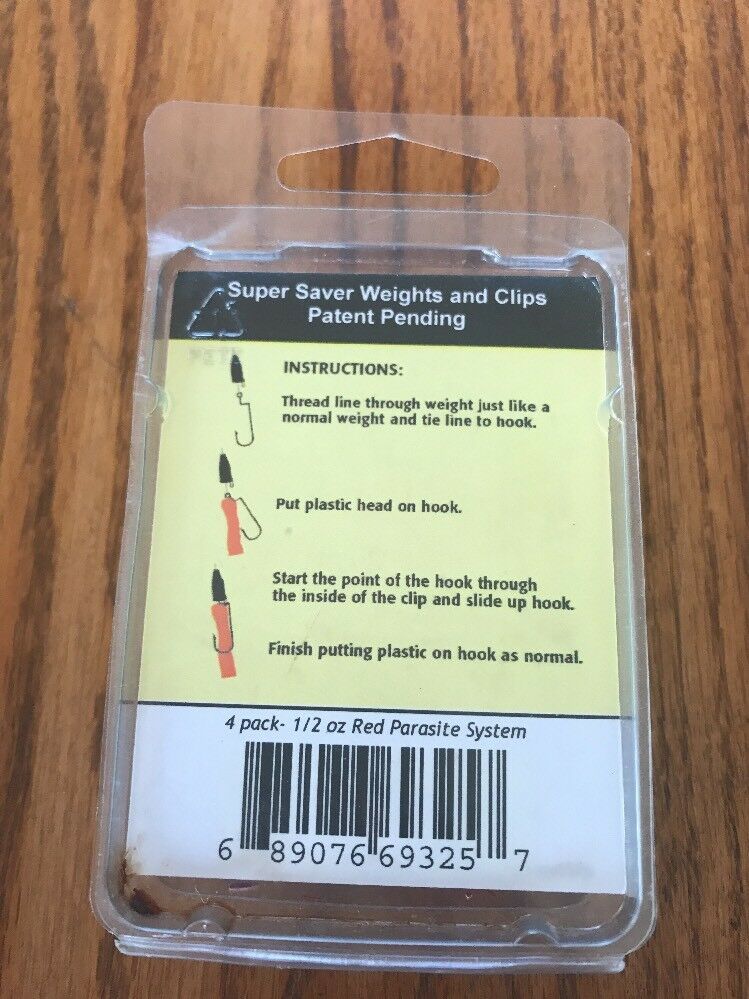 Super Saver Weights and Clips
Patent Pending
INSTRUCTIONS:
Thread line through weight just like a
normal weight and tie line to hook.
Put plastic head on hook.
Start the point of the hook through
the inside of the clip and slide up hook.
Finish putting plastic on hook as normal.
4 pack- 1/2 oz Red Parasite System
6 89076 69325 7